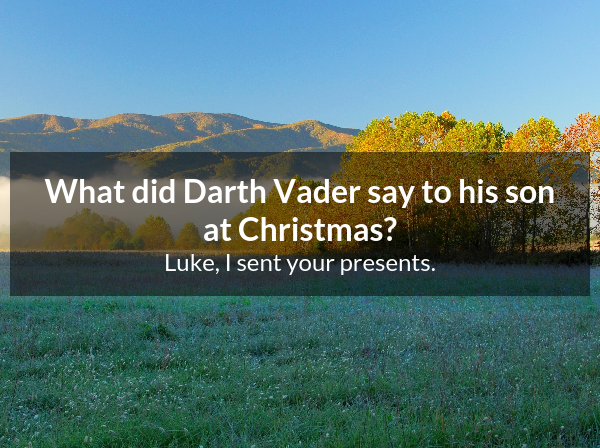 What did Darth Vader say to his son
at Christmas?
Luke, I sent your presents.